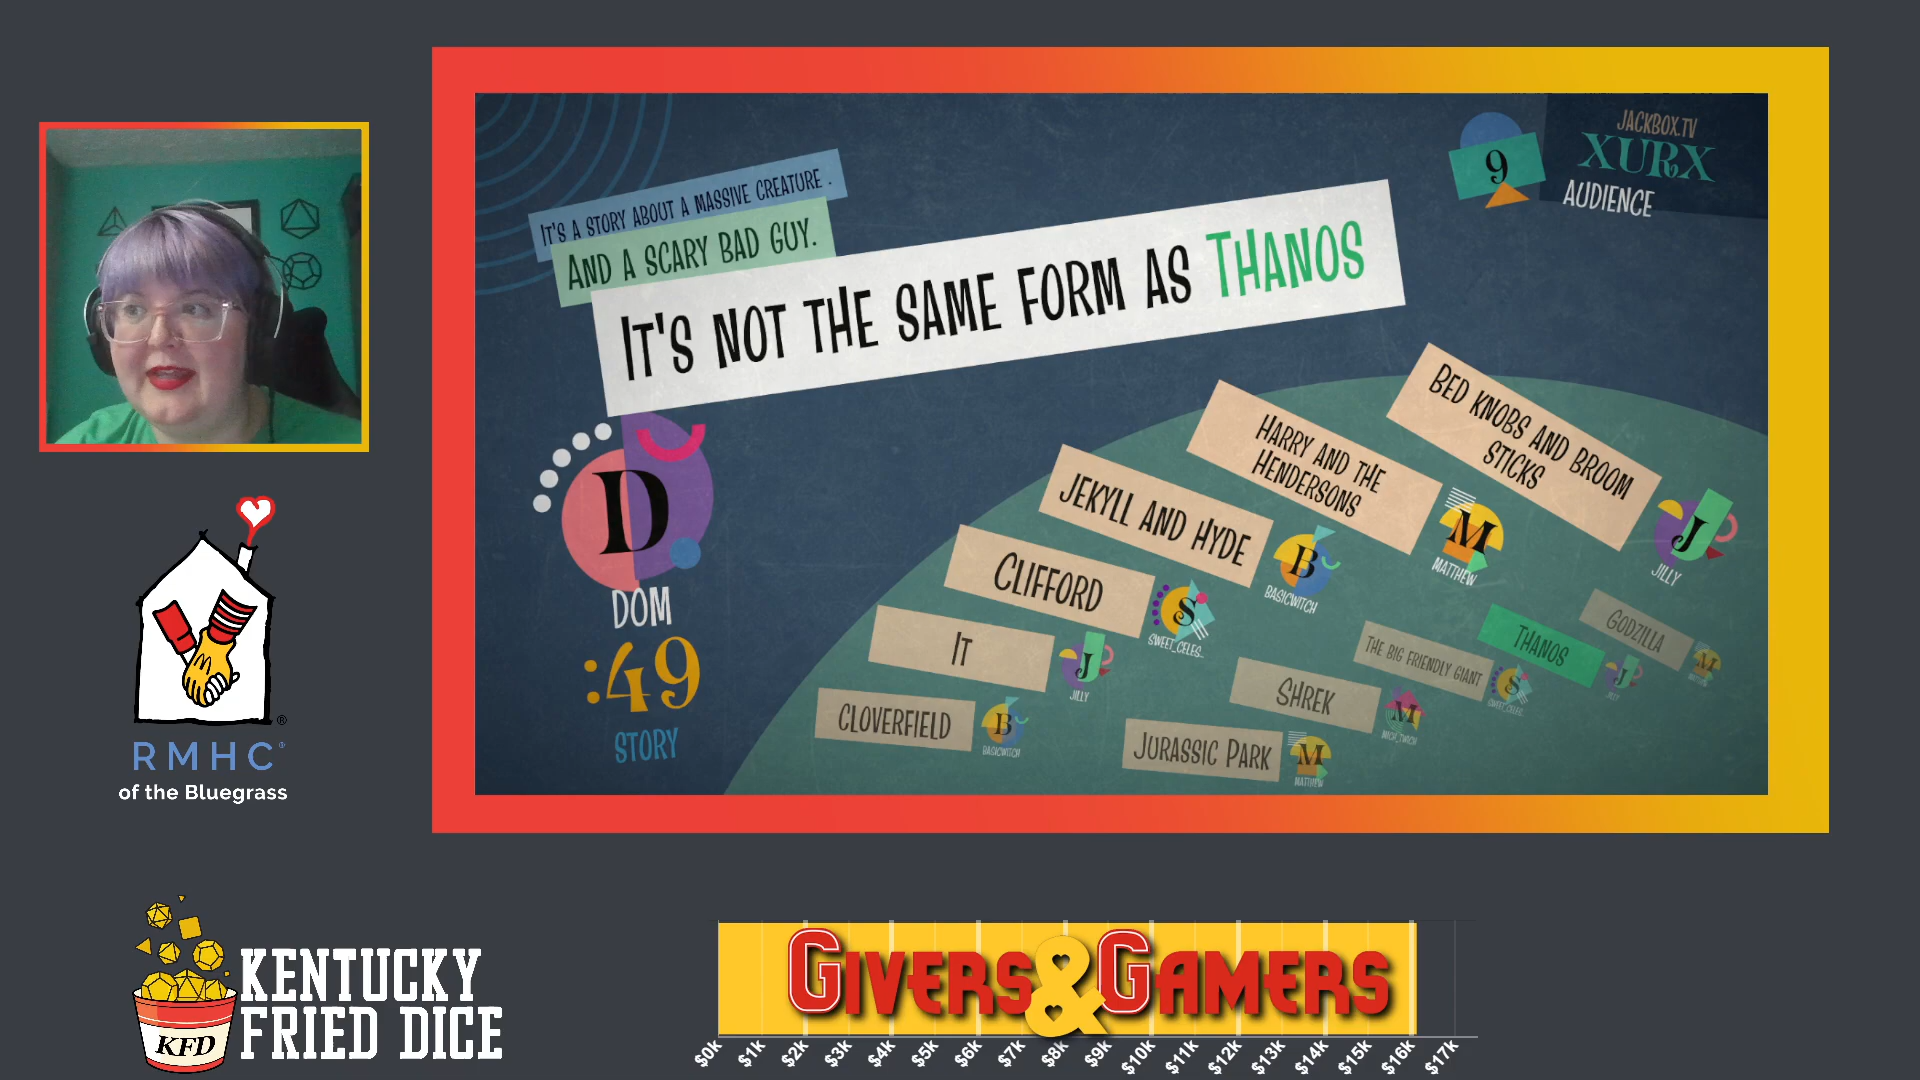 JACKBOX.TV
XURX
AUDIENCE
9
IT'S A STORY ABOUT A MASSIVE CREATURE .
AND A SCARY BAD GUY.
IT'S NOT THE SAME FORM AS THANOS
D
DOM
:49
STORY
BED KNOBS AND BROOM
STICKS
J
JILLY
HARRY AND THE
HENDERSONS
M
MATTHEW
JEKYLL AND HYDE
B
BASICWITCH
CLIFFORD
S
SWEET_CELES..
IT
J
JILLY
CLOVERFIELD
B
BASICWITCH
GODZILLA
M
THANOS
J
THE BIG FRIENDLY GIANT
S
SHREK
M
JURASSIC PARK
M
MATTHEW
RMHC®
of the Bluegrass
KENTUCKY
FRIED DICE
KFD
GIVERS & GAMERS
$0k $1k $2k $3k $4k $5k $6k $7k $8k $9k $10k $11k $12k $13k $14k $15k $16k $17k